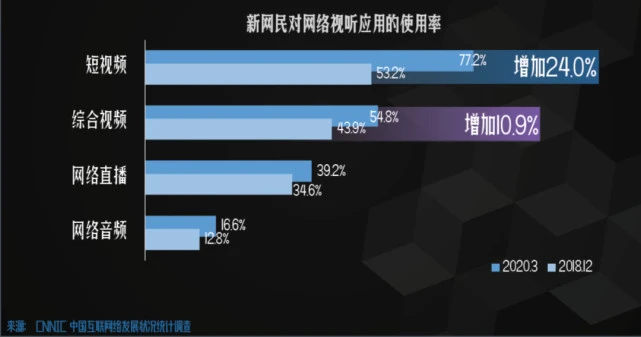 新网民对网络视听应用的使用率
短视频
77.2%
53.2%
增加24.0%
综合视频
54.8%
43.9%
增加10.9%
网络直播
39.2%
34.6%
网络音频
16.6%
12.8%
2020.3
2018.12
来源: CNNIC 中国互联网络发展状况统计调查